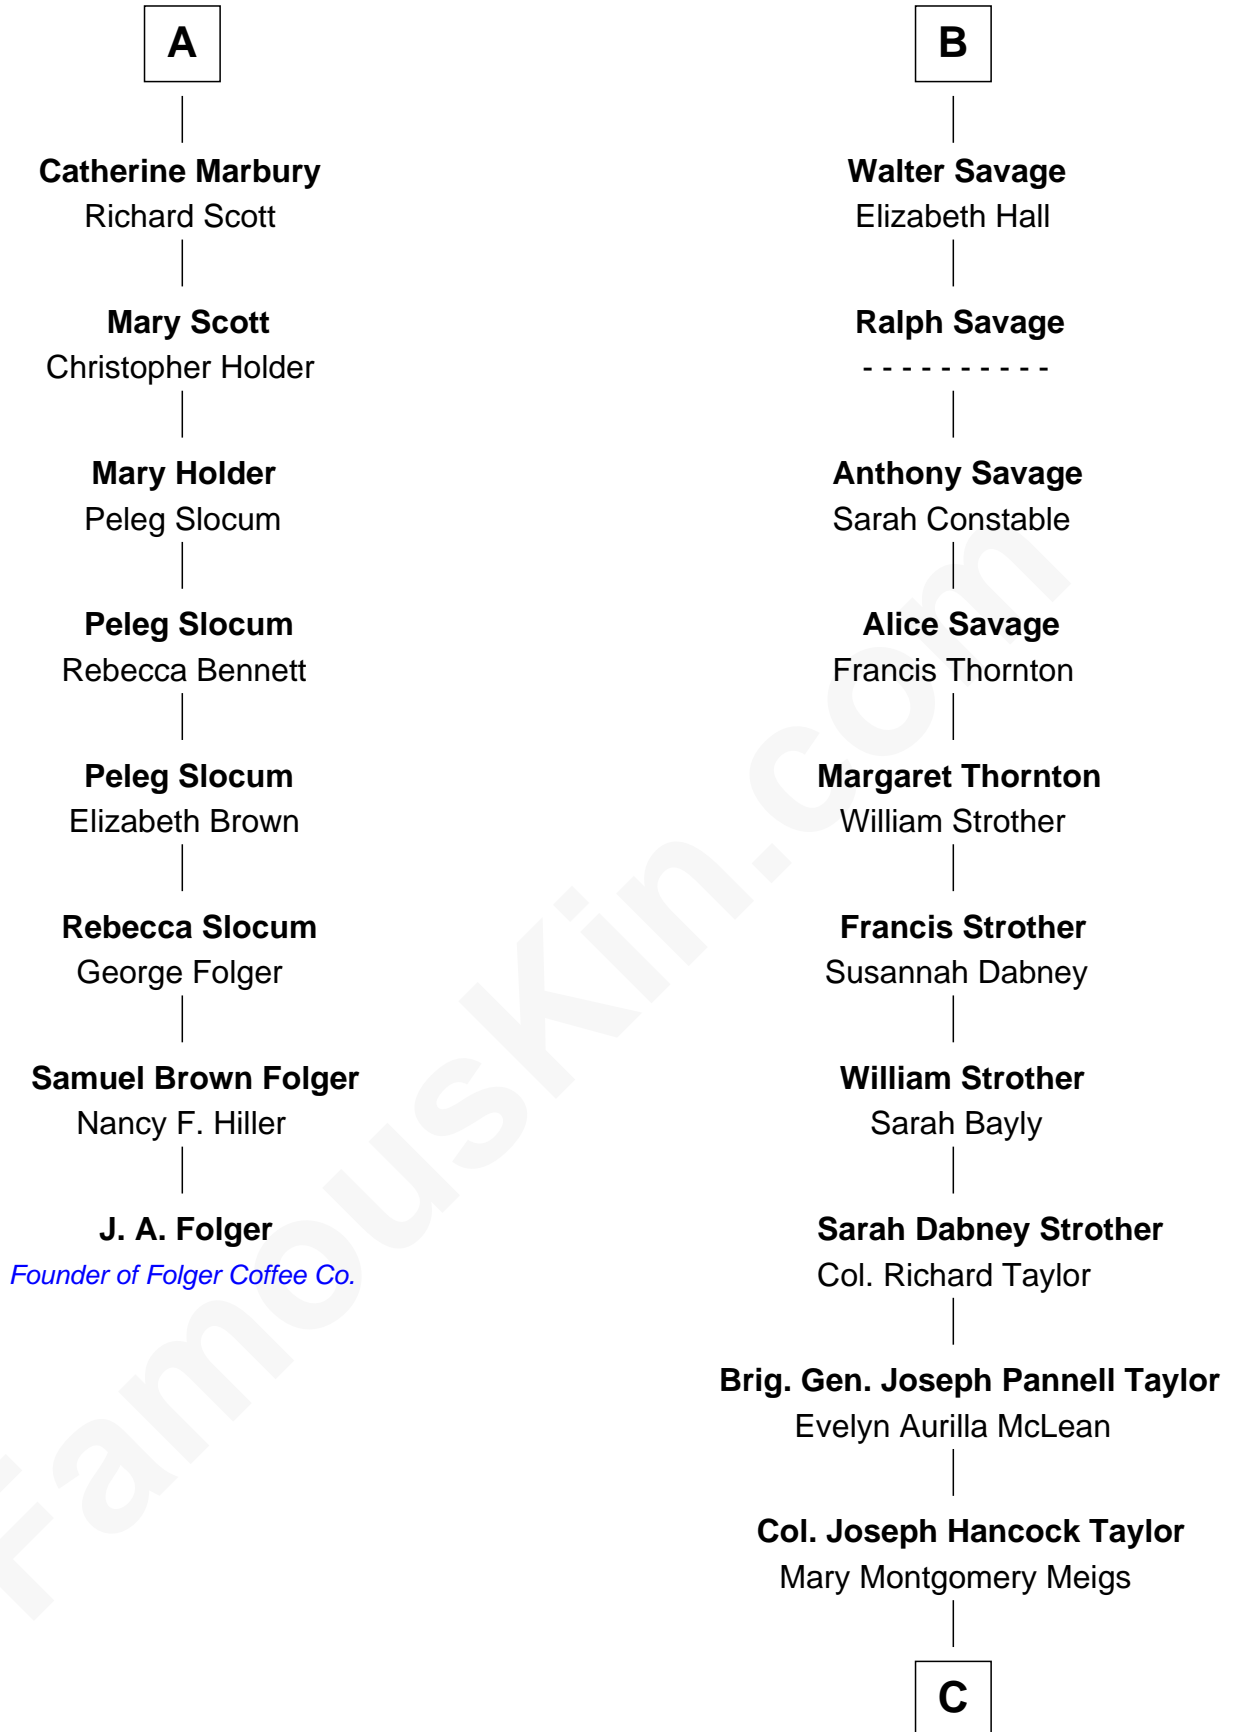 A
Catherine Marbury
Richard Scott
Mary Scott
Christopher Holder
Mary Holder
Peleg Slocum
Peleg Slocum
Rebecca Bennett
Peleg Slocum
Elizabeth Brown
Rebecca Slocum
George Folger
Samuel Brown Folger
Nancy F. Hiller
J. A. Folger
Founder of Folger Coffee Co.
B
Walter Savage
Elizabeth Hall
Ralph Savage
- - - - - - - - - -
Anthony Savage
Sarah Constable
Alice Savage
Francis Thornton
Margaret Thornton
William Strother
Francis Strother
Susannah Dabney
William Strother
Sarah Bayly
Sarah Dabney Strother
Col. Richard Taylor
Brig. Gen. Joseph Pannell Taylor
Evelyn Aurilla McLean
Col. Joseph Hancock Taylor
Mary Montgomery Meigs
C
FamousKin.com